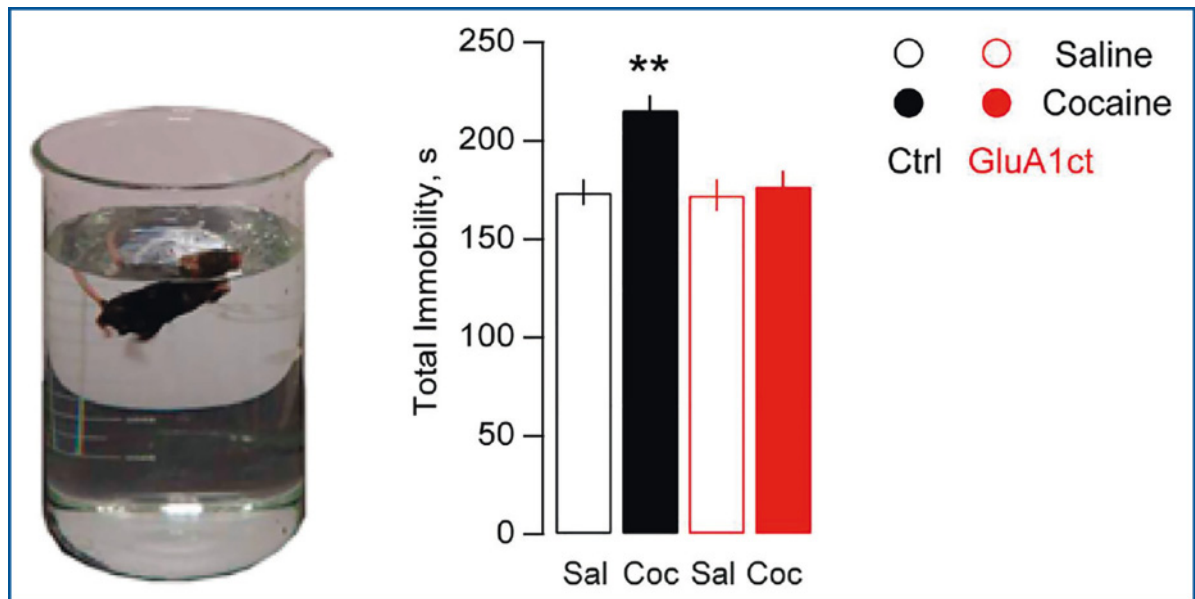 250
200
150
100
50
0
Total Immobility, s
**
Sal Coc Sal Coc
Saline
Cocaine
Ctrl GluA1ct